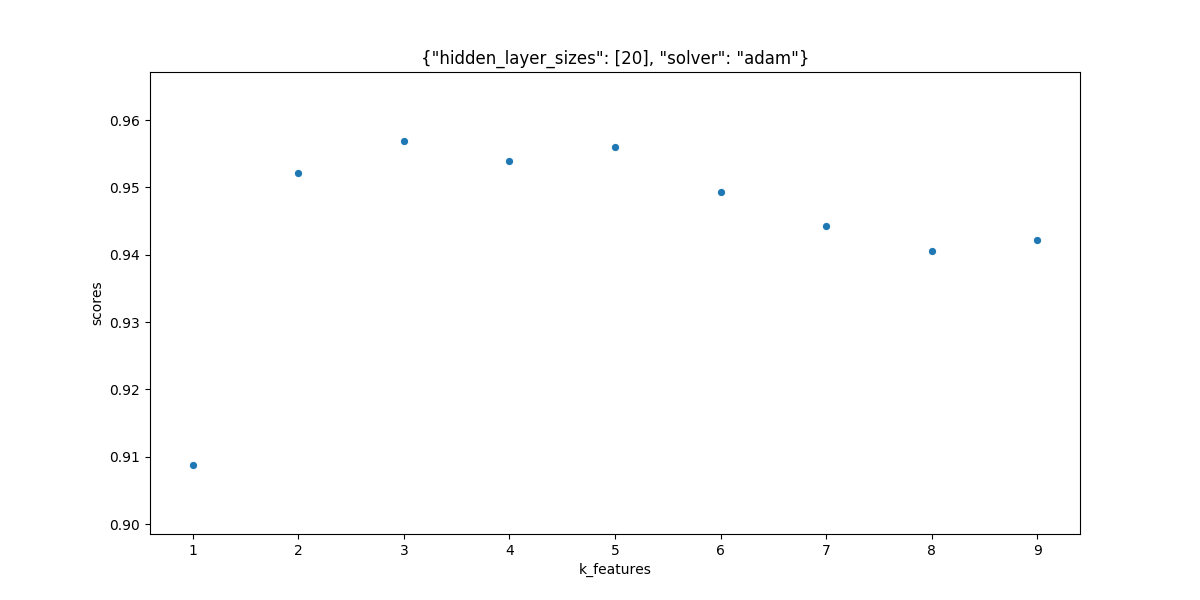 {"hidden_layer_sizes": [20], "solver": "adam"}
0.96
0.95
0.94
0.93
0.92
0.91
0.90
scores
1 2 3 4 5 6 7 8 9
k_features